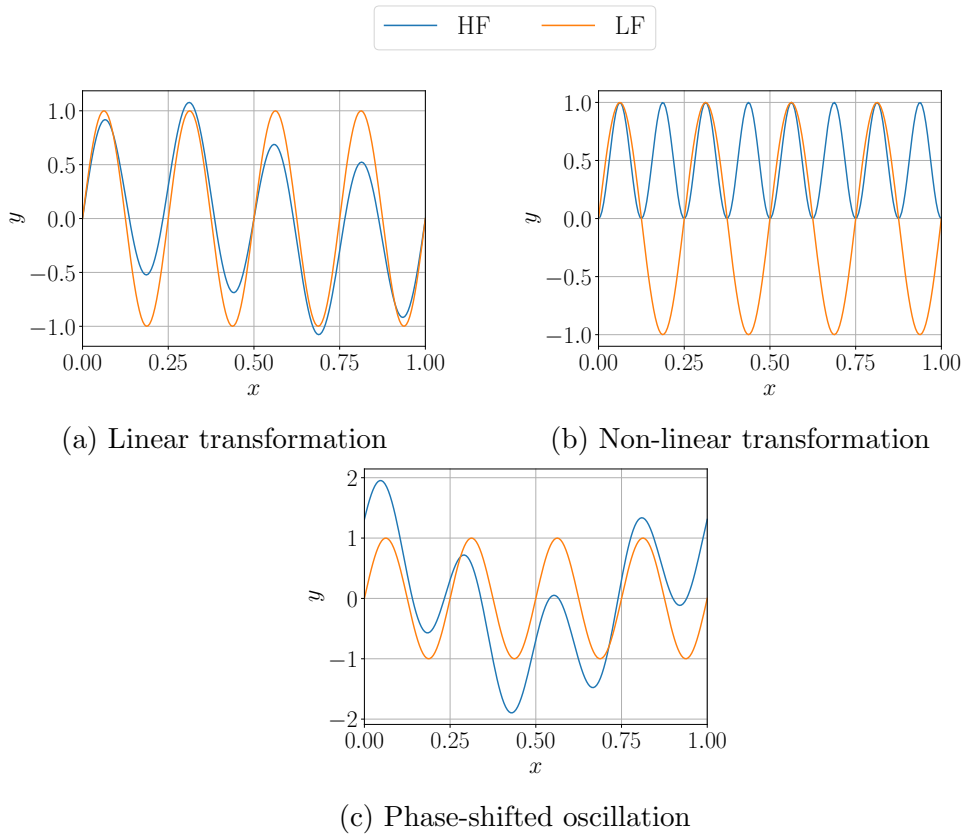 HF LF
1.0
0.5
0.0
−0.5
−1.0
y
0.00 0.25 0.50 0.75 1.00
x
(a) Linear transformation
1.0
0.5
0.0
−0.5
−1.0
y
0.00 0.25 0.50 0.75 1.00
x
(b) Non-linear transformation
2
1
0
−1
−2
y
0.00 0.25 0.50 0.75 1.00
x
(c) Phase-shifted oscillation